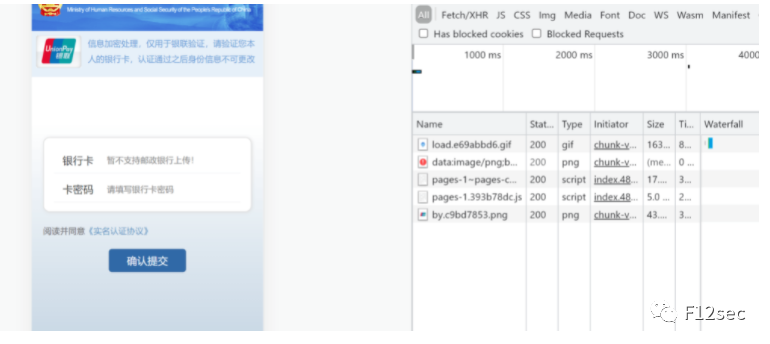 Ministry of Human Resources and Social Security of the People's Republic of China
UnionPay
银联
信息加密处理，仅用于银联验证，请验证您本
人的银行卡，认证通过之后身份信息不可更改
银行卡 暂不支持邮政银行上传！
卡密码 请填写银行卡密码
阅读并同意《实名认证协议》
确认提交
All Fetch/XHR JS CSS Img Media Font Doc WS Wasm Manifest
Has blocked cookies Blocked Requests
1000 ms 2000 ms 3000 ms 4000
Name Stat... Type Initiator Size Ti... Waterfall
load.e69abbd6.gif 200 gif chunk-v... 163... 8...
data:image/png;b... 200 png chunk-v... (me... 0 ...
pages-1~pages-c... 200 script index.48... 17.... 3...
pages-1.393b78dc.js 200 script index.48... 5.0 ... 2...
by.c9bd7853.png 200 png chunk-v... 43.... 3...
F12sec